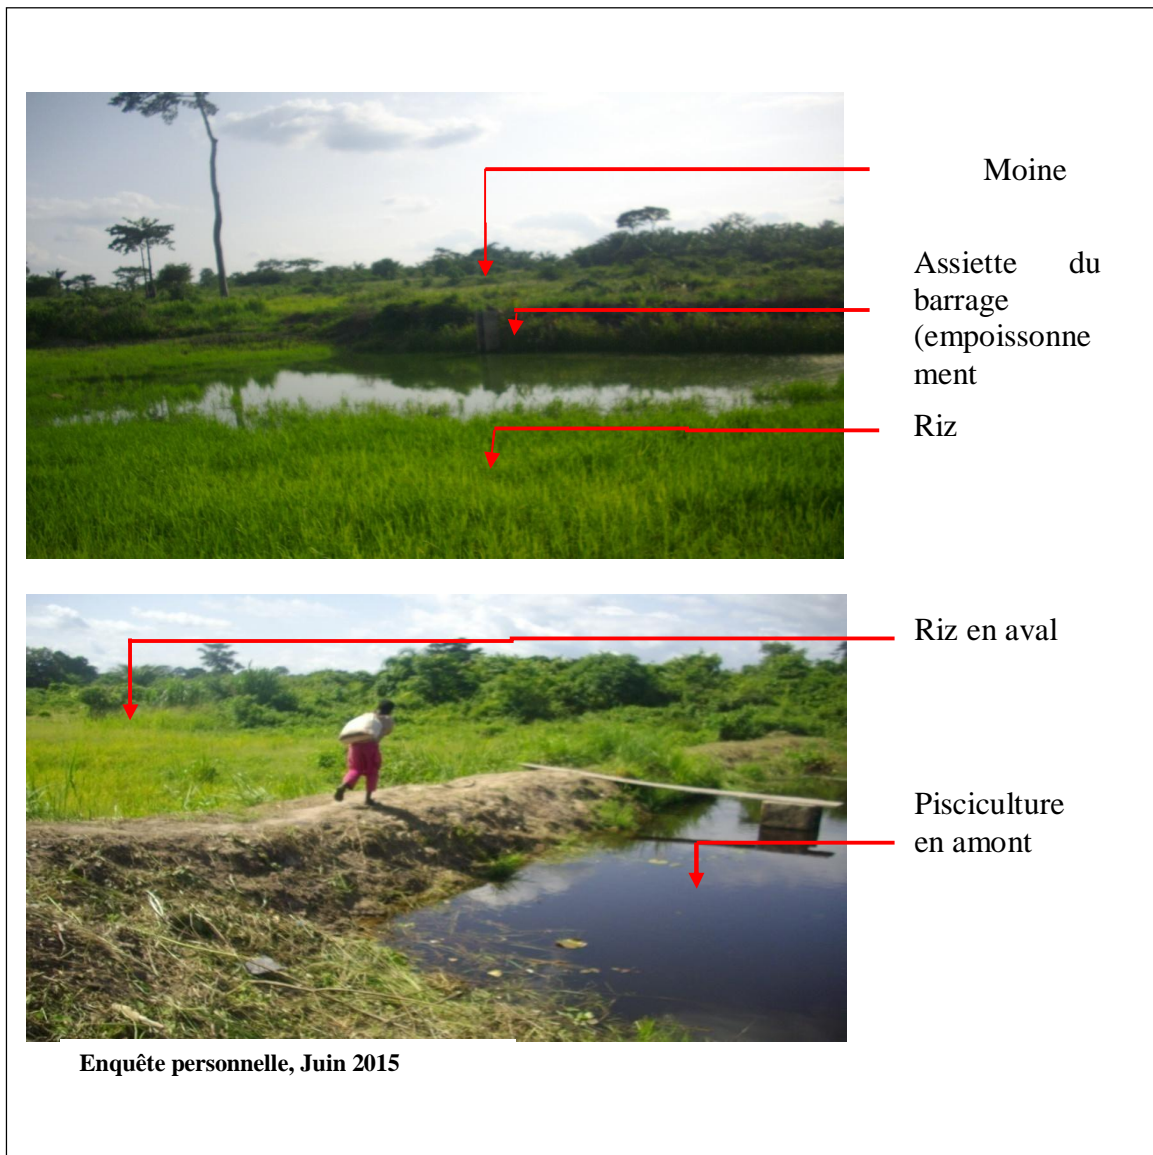 Moine
Assiette du
barrage
(empoissonne
ment
Riz
Riz en aval
Pisciculture
en amont
Enquête personnelle, Juin 2015